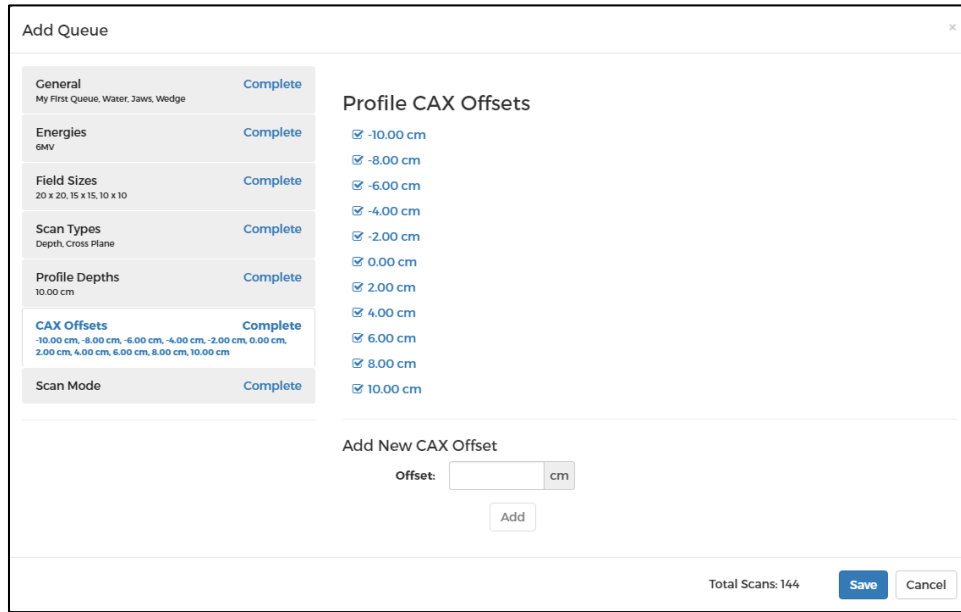 Add Queue
×
General Complete
My First Queue, Water, Jaws, Wedge
Energies Complete
6MV
Field Sizes Complete
20 x 20, 15 x 15, 10 x 10
Scan Types Complete
Depth, Cross Plane
Profile Depths Complete
10.00 cm
CAX Offsets Complete
-10.00 cm, -8.00 cm, -6.00 cm, -4.00 cm, -2.00 cm, 0.00 cm,
2.00 cm, 4.00 cm, 6.00 cm, 8.00 cm, 10.00 cm
Scan Mode Complete
Profile CAX Offsets
-10.00 cm
-8.00 cm
-6.00 cm
-4.00 cm
-2.00 cm
0.00 cm
2.00 cm
4.00 cm
6.00 cm
8.00 cm
10.00 cm
Add New CAX Offset
Offset: cm
Add
Total Scans: 144 Save Cancel